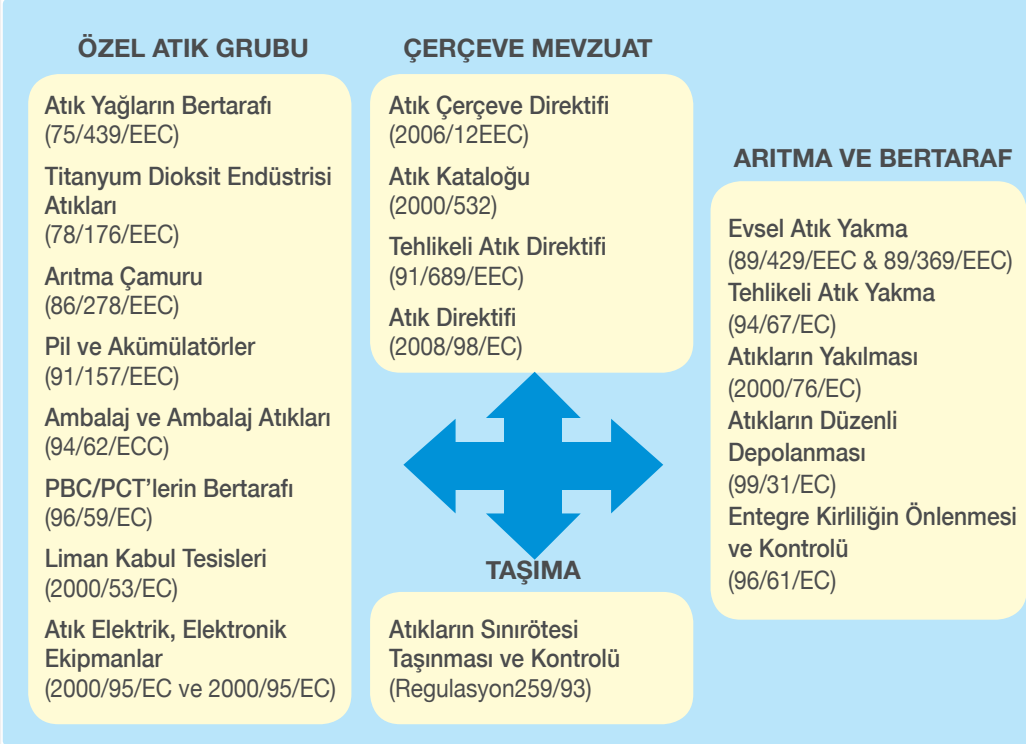 ÖZEL ATIK GRUBU
Atık Yağların Bertarafı
(75/439/EEC)
Titanyum Dioksit Endüstrisi
Atıkları
(78/176/EEC)
Arıtma Çamuru
(86/278/EEC)
Pil ve Akümülatörler
(91/157/EEC)
Ambalaj ve Ambalaj Atıkları
(94/62/ECC)
PBC/PCT’lerin Bertarafı
(96/59/EC)
Liman Kabul Tesisleri
(2000/53/EC)
Atık Elektrik, Elektronik
Ekipmanlar
(2000/95/EC ve 2000/95/EC)
ÇERÇEVE MEVZUAT
Atık Çerçeve Direktifi
(2006/12EEC)
Atık Kataloğu
(2000/532)
Tehlikeli Atık Direktifi
(91/689/EEC)
Atık Direktifi
(2008/98/EC)
TAŞIMA
Atıkların Sınırötesi
Taşınması ve Kontrolü
(Regulasyon259/93)
ARITMA VE BERTARAF
Evsel Atık Yakma
(89/429/EEC & 89/369/EEC)
Tehlikeli Atık Yakma
(94/67/EC)
Atıkların Yakılması
(2000/76/EC)
Atıkların Düzenli
Depolanması
(99/31/EC)
Entegre Kirliliğin Önlenmesi
ve Kontrolü
(96/61/EC)